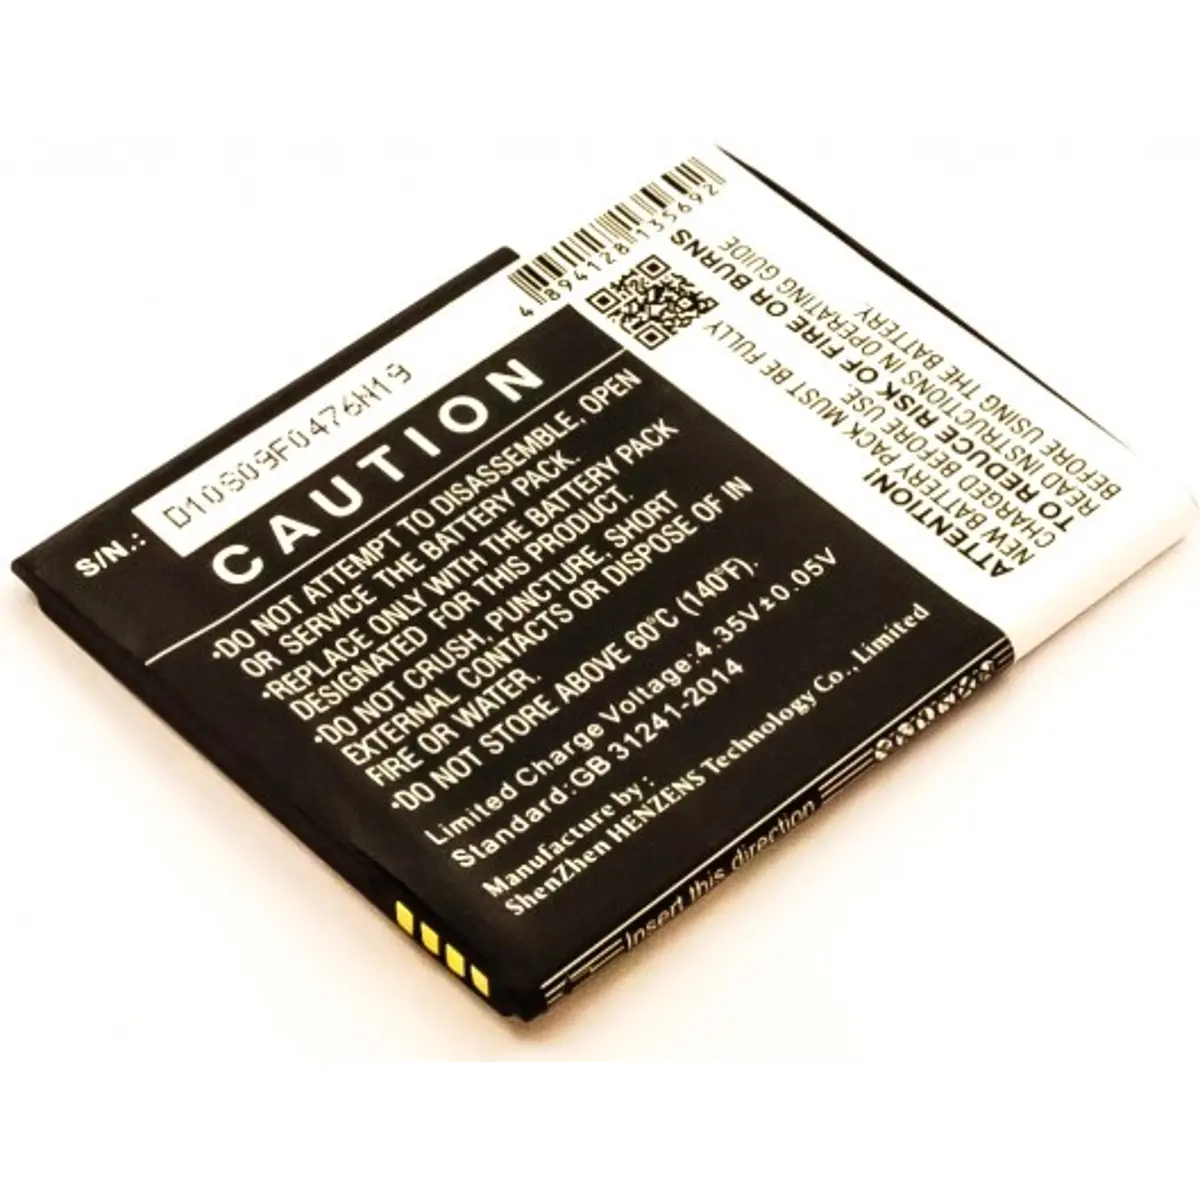 S/N.: D10S09F0476N19
CAUTION
•DO NOT ATTEMPT TO DISASSEMBLE, OPEN
OR SERVICE THE BATTERY PACK.
•REPLACE ONLY WITH THE BATTERY PACK
DESIGNATED FOR THIS PRODUCT.
•DO NOT CRUSH, PUNCTURE, SHORT
EXTERNAL CONTACTS OR DISPOSE OF IN
FIRE OR WATER.
•DO NOT STORE ABOVE 60°C (140°F).
Limited Charge Voltage:4.35V±0.05V
Standard:GB 31241-2014
Manufacture by:
ShenZhen HENZENS Technology Co., Limited
Insert this direction
4 894128 135692
ATTENTION!
NEW BATTERY PACK MUST BE FULLY
CHARGED BEFORE USE.
TO REDUCE RISK OF FIRE OR BURNS
READ INSTRUCTIONS IN OPERATING GUIDE
BEFORE USING THE BATTERY.